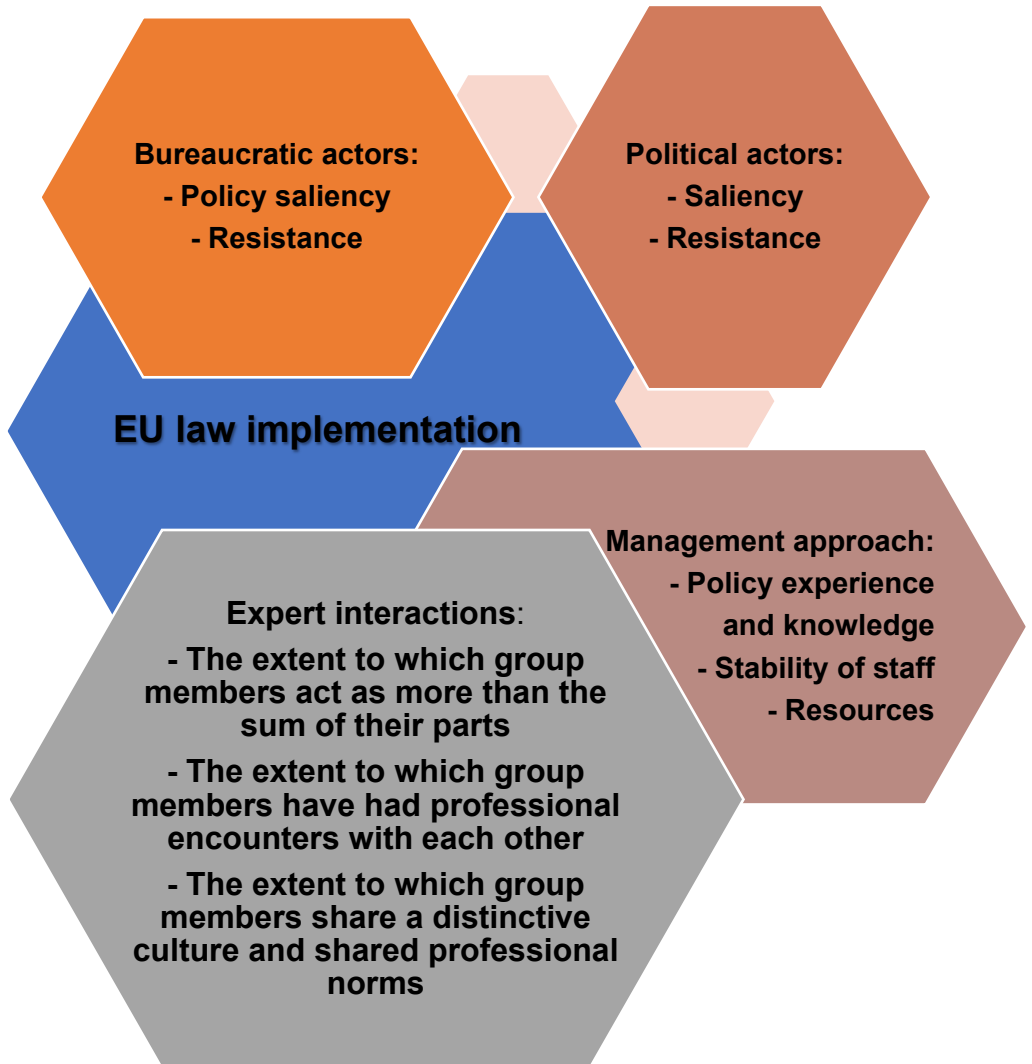 Bureaucratic actors:
- Policy saliency
- Resistance
Political actors:
- Saliency
- Resistance
EU law implementation
Management approach:
- Policy experience
and knowledge
- Stability of staff
- Resources
Expert interactions:
- The extent to which group
members act as more than the
sum of their parts
- The extent to which group
members have had professional
encounters with each other
- The extent to which group
members share a distinctive
culture and shared professional
norms